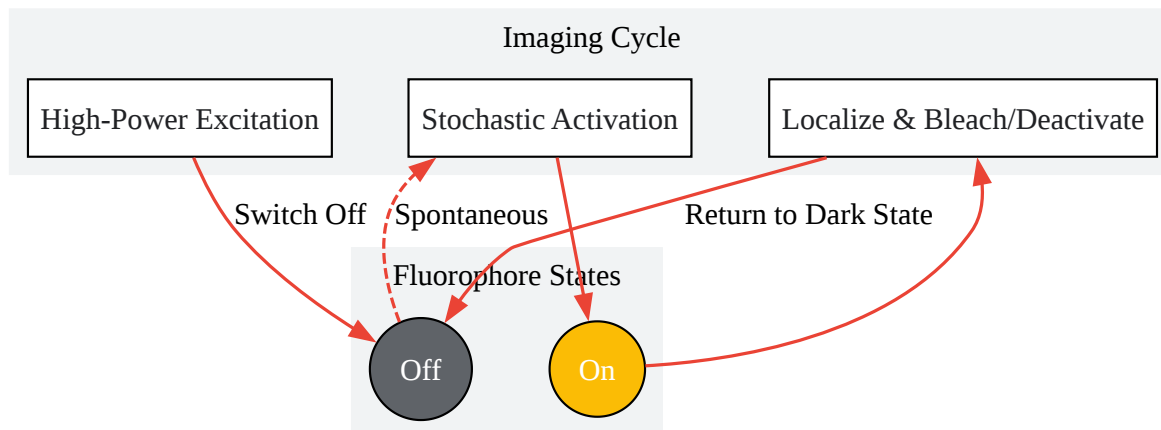 Imaging Cycle
High-Power Excitation
Stochastic Activation
Localize & Bleach/Deactivate
Switch Off
Spontaneous
Return to Dark State
Fluorophore States
Off
On